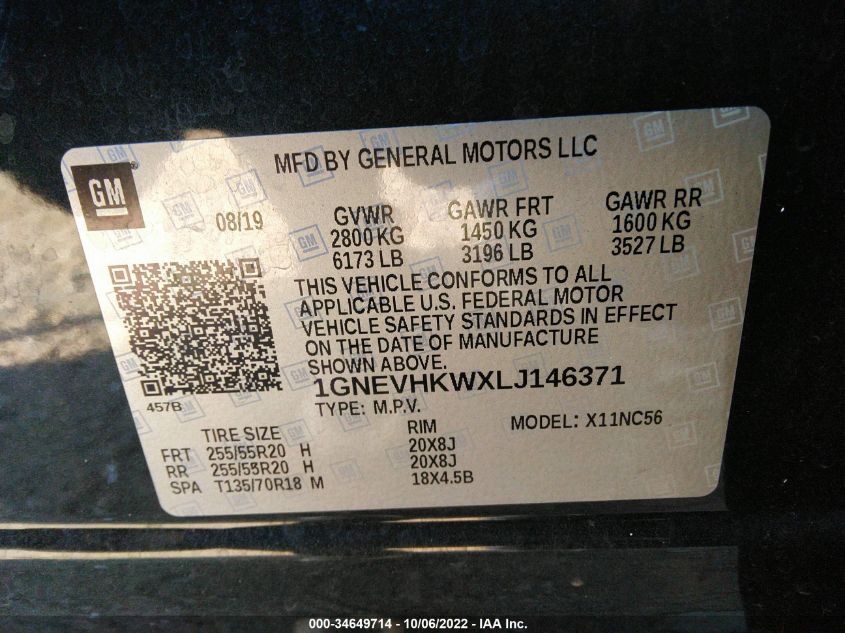 GM
MFD BY GENERAL MOTORS LLC
08/19
GVWR GAWR FRT GAWR RR
2800 KG 1450 KG 1600 KG
6173 LB 3196 LB 3527 LB
THIS VEHICLE CONFORMS TO ALL
APPLICABLE U.S. FEDERAL MOTOR
VEHICLE SAFETY STANDARDS IN EFFECT
ON THE DATE OF MANUFACTURE
SHOWN ABOVE.
1GNEVHKWXLJ146371
457B
TYPE: M.P.V. MODEL: X11NC56
TIRE SIZE RIM
FRT 255/55R20 H 20X8J
RR 255/55R20 H 20X8J
SPA T135/70R18 M 18X4.5B
000-34649714 - 10/06/2022 - IAA Inc.